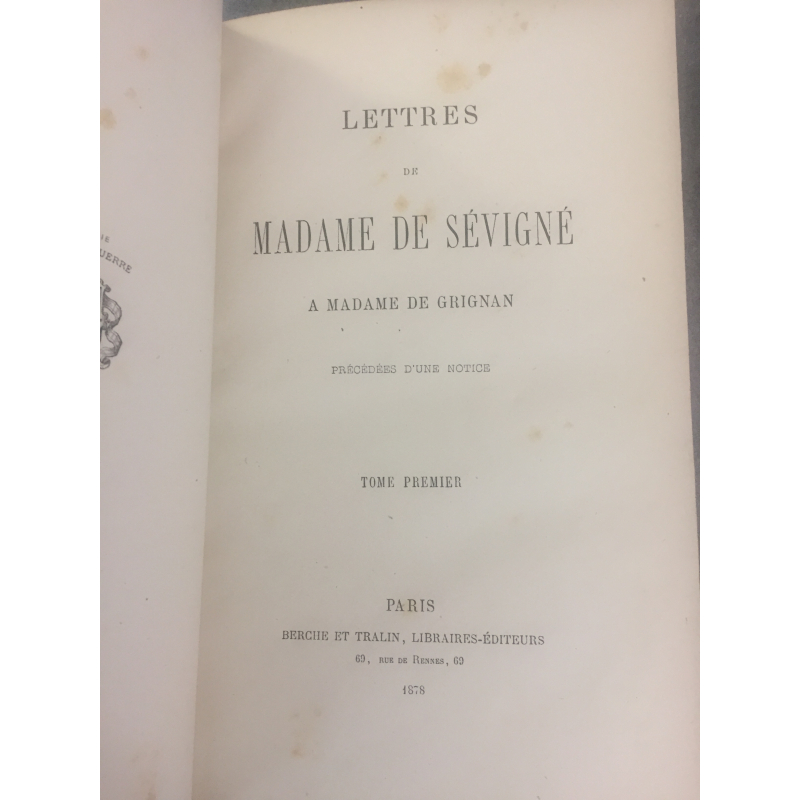 LETTRES
DE
MADAME DE SÉVIGNÉ
A MADAME DE GRIGNAN
PRÉCÉDÉES D'UNE NOTICE
TOME PREMIER
PARIS
BERCHE ET TRALIN, LIBRAIRES-ÉDITEURS
69, RUE DE RENNES, 69
1878